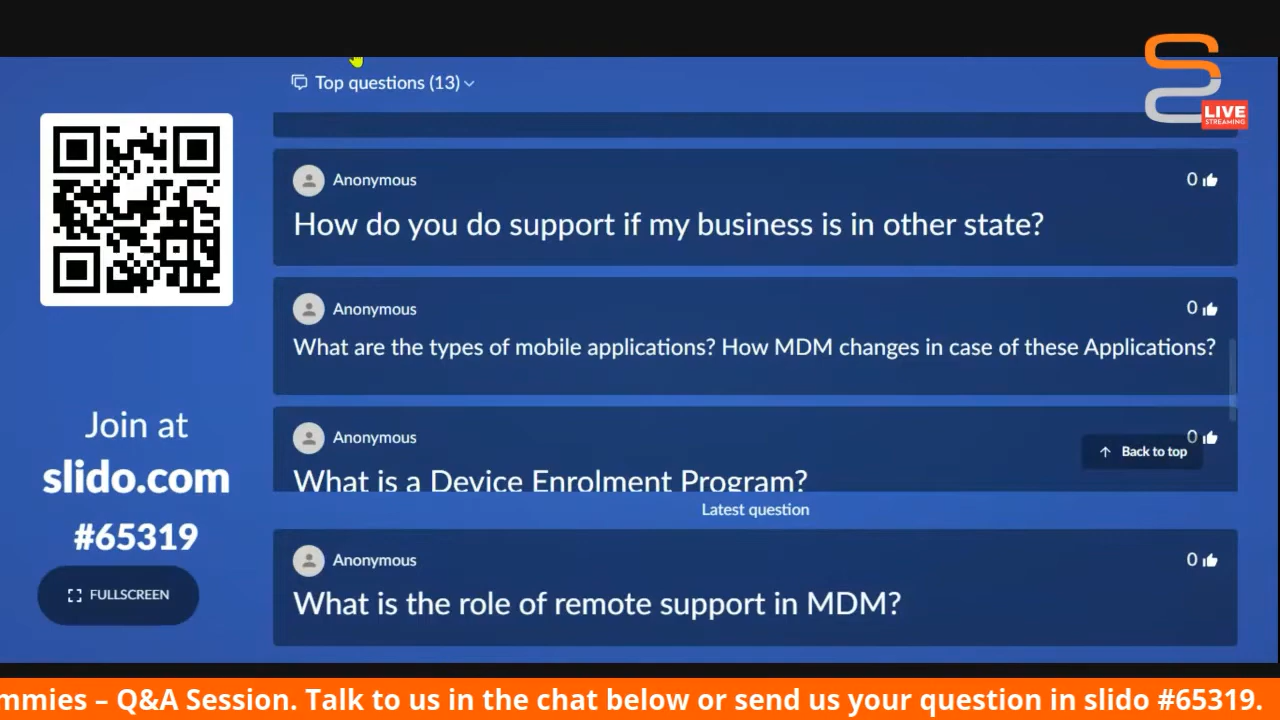 Top questions (13)
LIVE
STREAMING
Anonymous
0
How do you do support if my business is in other state?
Anonymous
0
What are the types of mobile applications? How MDM changes in case of these Applications?
Anonymous
0
Back to top
What is a Device Enrolment Program?
Latest question
Anonymous
0
What is the role of remote support in MDM?
Join at
slido.com
#65319
FULLSCREEN
mmies – Q&A Session. Talk to us in the chat below or send us your question in slido #65319.